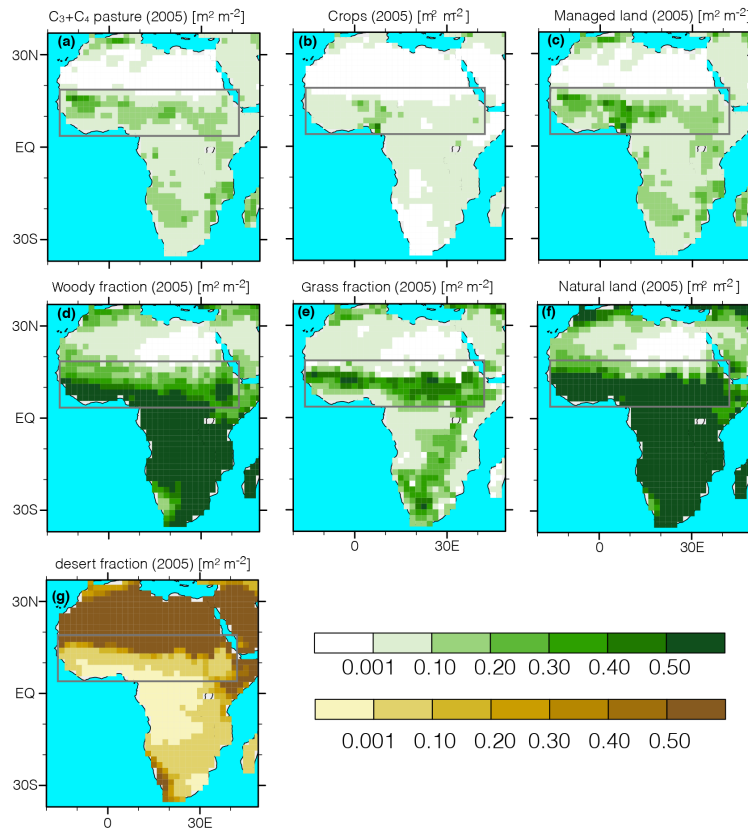 C₃+C₄ pasture (2005) [m² m⁻²]
Crops (2005) [m² m⁻²]
Managed land (2005) [m² m⁻²]
(a)
(b)
(c)
30N
EQ
30S
Woody fraction (2005) [m² m⁻²]
Grass fraction (2005) [m² m⁻²]
Natural land (2005) [m² m⁻²]
(d)
(e)
(f)
30N
EQ
30S
0
30E
0
30E
desert fraction (2005) [m² m⁻²]
(g)
30N
EQ
30S
0
30E
0.001 0.10 0.20 0.30 0.40 0.50
0.001 0.10 0.20 0.30 0.40 0.50